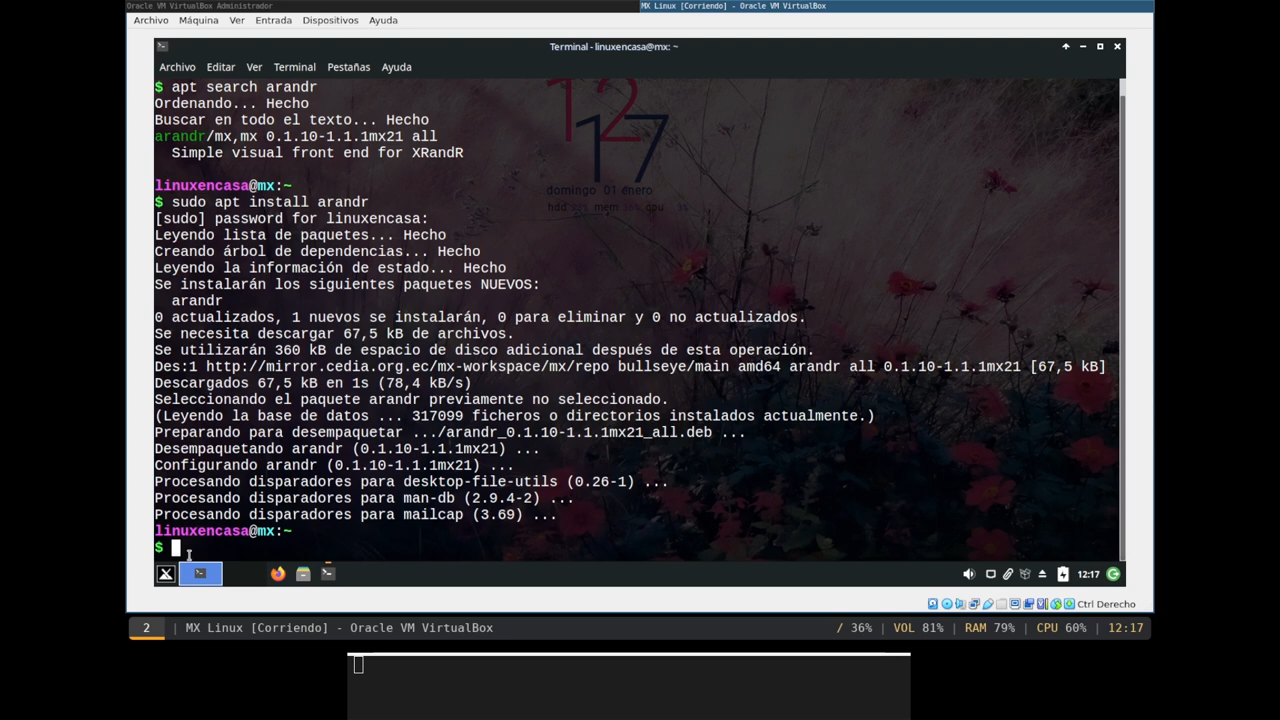 Oracle VM VirtualBox Administrador
MX Linux [Corriendo] - Oracle VM VirtualBox
Archivo Máquina Ver Entrada Dispositivos Ayuda
Terminal - linuxencasa@mx: ~
Archivo Editar Ver Terminal Pestañas Ayuda
$ apt search arandr
Ordenando... Hecho
Buscar en todo el texto... Hecho
arandr/mx,mx 0.1.10-1.1.1mx21 all
Simple visual front end for XRandR
12
17
domingo 01 enero
hdd mem cpu
linuxencasa@mx:~
$ sudo apt install arandr
[sudo] password for linuxencasa:
Leyendo lista de paquetes... Hecho
Creando árbol de dependencias... Hecho
Leyendo la información de estado... Hecho
Se instalarán los siguientes paquetes NUEVOS:
arandr
0 actualizados, 1 nuevos se instalarán, 0 para eliminar y 0 no actualizados.
Se necesita descargar 67,5 kB de archivos.
Se utilizarán 360 kB de espacio de disco adicional después de esta operación.
Des:1 http://mirror.cedia.org.ec/mx-workspace/mx/repo bullseye/main amd64 arandr all 0.1.10-1.1.1mx21 [67,5 kB]
Descargados 67,5 kB en 1s (78,4 kB/s)
Seleccionando el paquete arandr previamente no seleccionado.
(Leyendo la base de datos ... 317099 ficheros o directorios instalados actualmente.)
Preparando para desempaquetar .../arandr_0.1.10-1.1.1mx21_all.deb ...
Desempaquetando arandr (0.1.10-1.1.1mx21) ...
Configurando arandr (0.1.10-1.1.1mx21) ...
Procesando disparadores para desktop-file-utils (0.26-1) ...
Procesando disparadores para man-db (2.9.4-2) ...
Procesando disparadores para mailcap (3.69) ...
linuxencasa@mx:~
$
12:17
Ctrl Derecho
2 | MX Linux [Corriendo] - Oracle VM VirtualBox
/ 36% | VOL 81% | RAM 79% | CPU 60% | 12:17